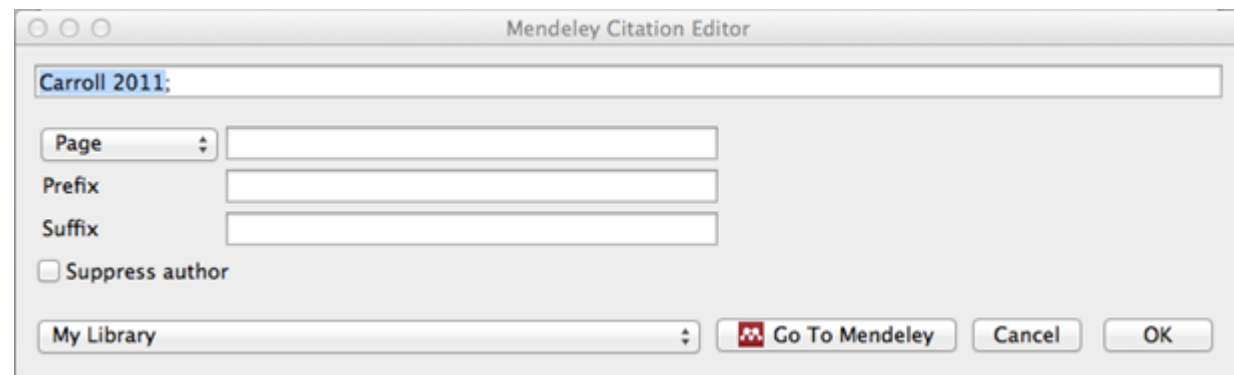 Mendeley Citation Editor
Carroll 2011;
Page
Prefix
Suffix
Suppress author
My Library Go To Mendeley Cancel OK